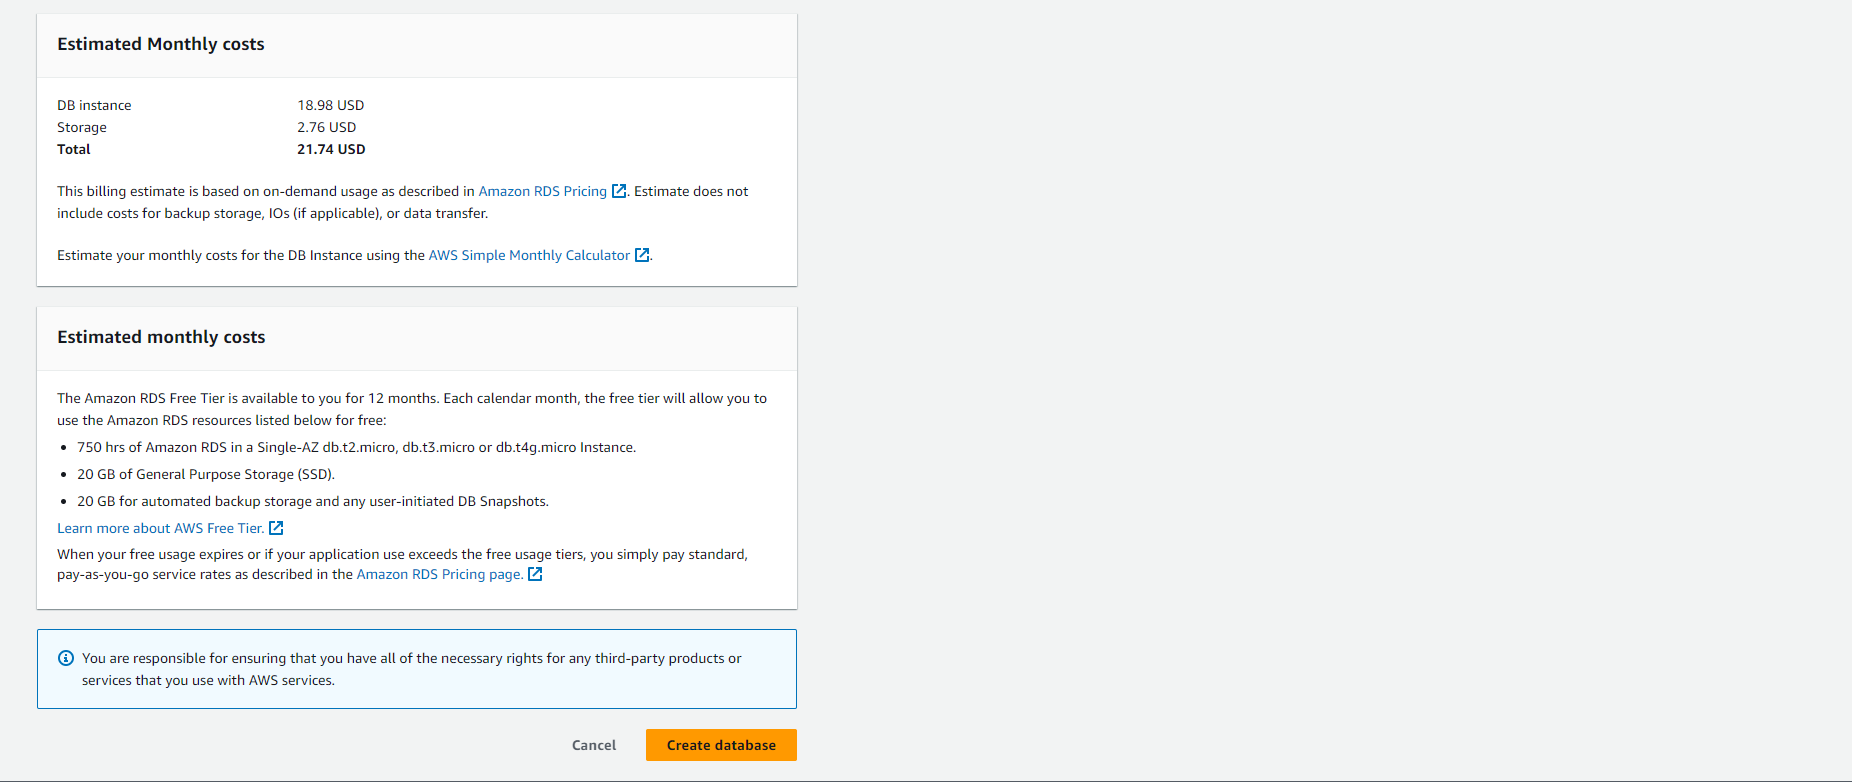 Estimated Monthly costs
DB instance 18.98 USD
Storage 2.76 USD
Total 21.74 USD
This billing estimate is based on on-demand usage as described in Amazon RDS Pricing. Estimate does not
include costs for backup storage, IOs (if applicable), or data transfer.
Estimate your monthly costs for the DB Instance using the AWS Simple Monthly Calculator.
Estimated monthly costs
The Amazon RDS Free Tier is available to you for 12 months. Each calendar month, the free tier will allow you to
use the Amazon RDS resources listed below for free:
• 750 hrs of Amazon RDS in a Single-AZ db.t2.micro, db.t3.micro or db.t4g.micro Instance.
• 20 GB of General Purpose Storage (SSD).
• 20 GB for automated backup storage and any user-initiated DB Snapshots.
Learn more about AWS Free Tier.
When your free usage expires or if your application use exceeds the free usage tiers, you simply pay standard,
pay-as-you-go service rates as described in the Amazon RDS Pricing page.
You are responsible for ensuring that you have all of the necessary rights for any third-party products or
services that you use with AWS services.
Cancel Create database